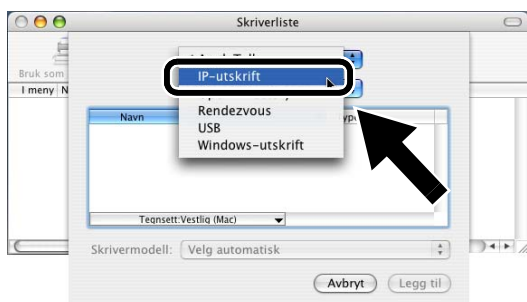 Skriverliste
IP-utskrift
Bruk som
I meny N
Rendezvous
Navn
USB
Windows-utskrift
Tegnsett:Vestlig (Mac)
Skrivermodell: Velg automatisk
Avbryt Legg til